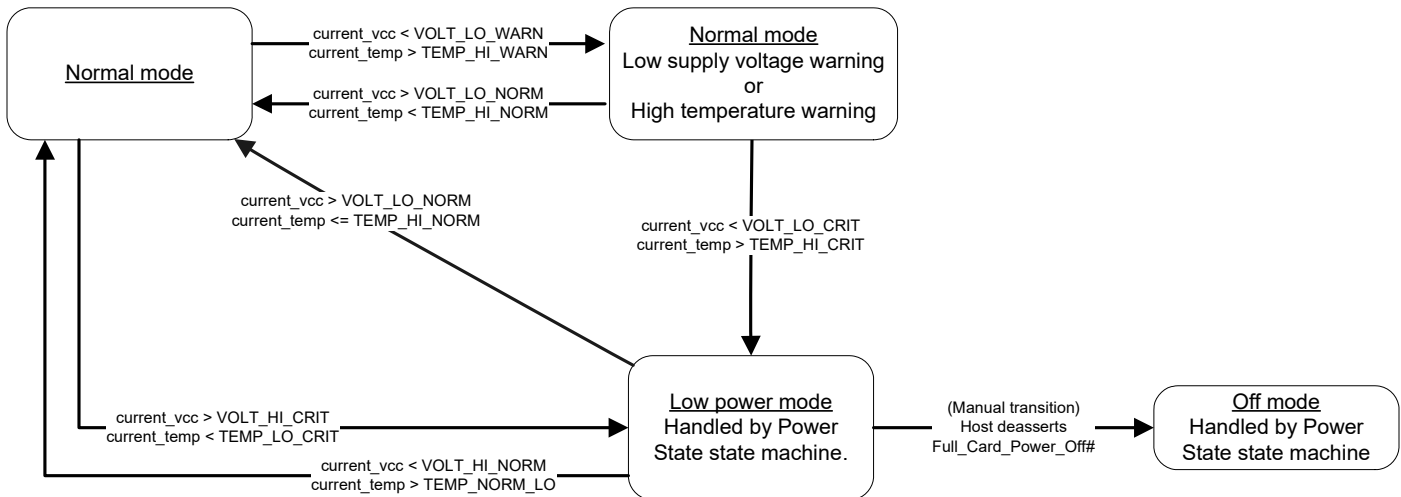 current_vcc < VOLT_LO_WARN
current_temp > TEMP_HI_WARN
Normal mode
Normal mode
Low supply voltage warning
or
High temperature warning
current_vcc > VOLT_LO_NORM
current_temp < TEMP_HI_NORM
current_vcc > VOLT_LO_NORM
current_temp <= TEMP_HI_NORM
current_vcc < VOLT_LO_CRIT
current_temp > TEMP_HI_CRIT
current_vcc > VOLT_HI_CRIT
current_temp < TEMP_LO_CRIT
current_vcc < VOLT_HI_NORM
current_temp > TEMP_NORM_LO
Low power mode
Handled by Power
State state machine.
(Manual transition)
Host deasserts
Full_Card_Power_Off#
Off mode
Handled by Power
State state machine